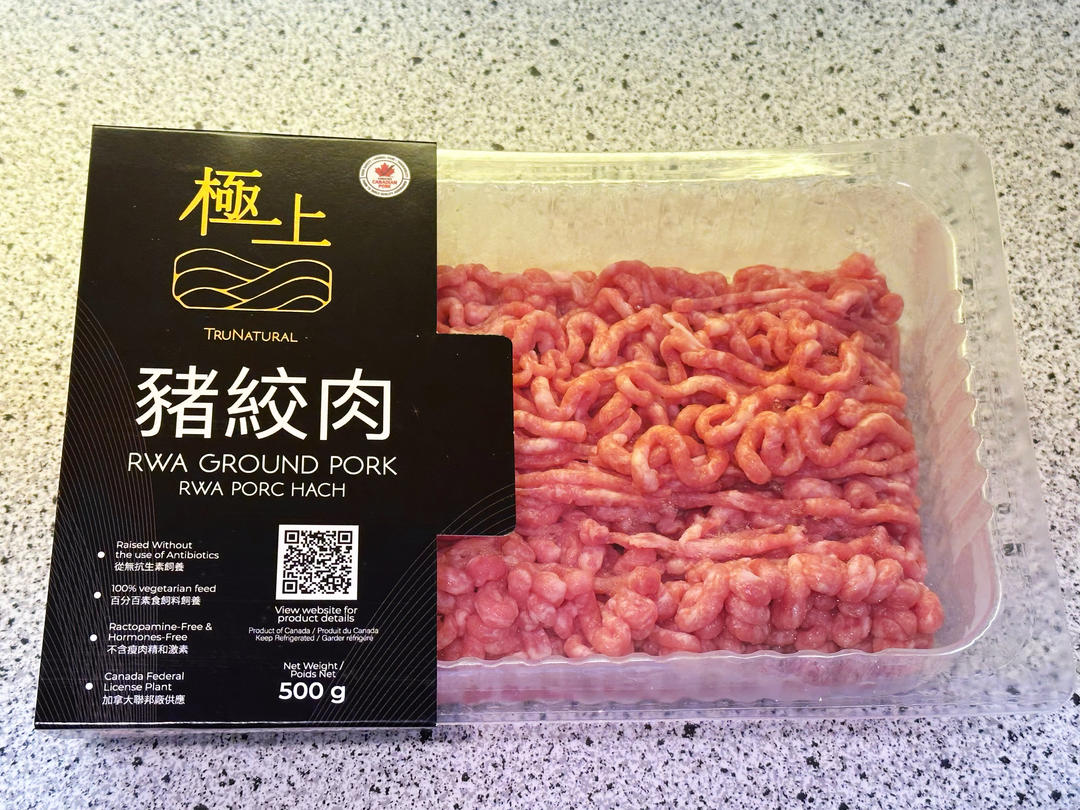 極上
CANADIAN
PORK
TRUNATURAL
豬絞肉
RWA GROUND PORK
RWA PORC HACH
Raised Without
the use of Antibiotics
從無抗生素飼養
100% vegetarian feed
百分百素食飼料飼養
Ractopamine-Free &
Hormones-Free
不含瘦肉精和激素
Canada Federal
License Plant
加拿大聯邦廠供應
View website for
product details
Product of Canada / Produit du Canada
Keep Refrigerated / Garder réfrigéré
Net Weight /
Poids Net
500 g